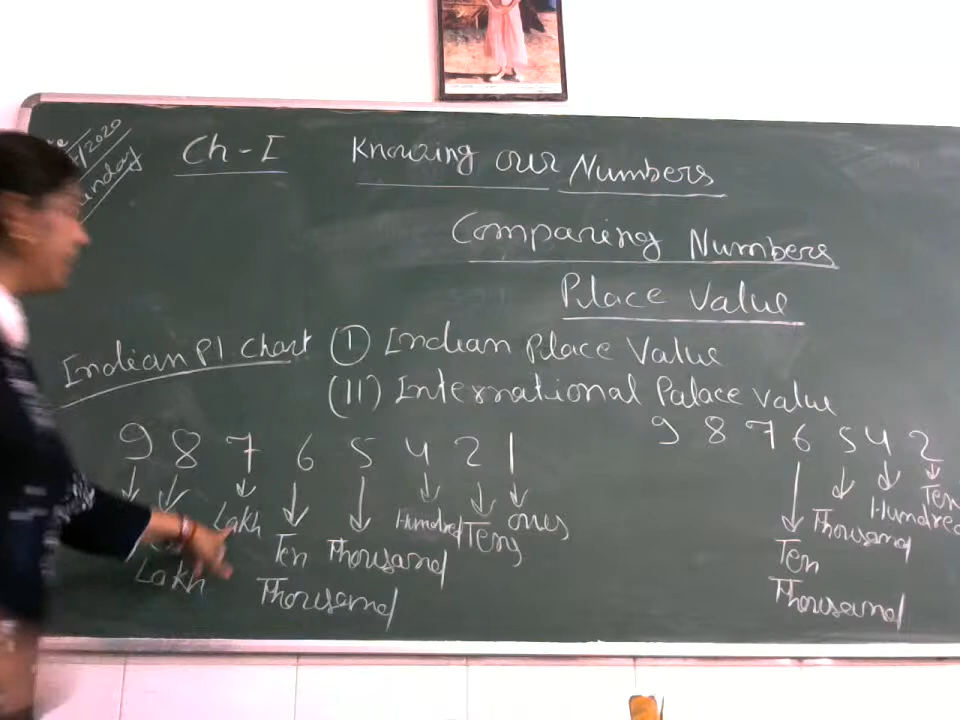 /2020
Ch-I Knowing our Numbers
Comparing Numbers
Place Value
Indian Pl Chart (I) Indian Place Value
(II) International Palace value
9 8 7 6 5 4 2 1
9 8 7 6 5 4 2
Lakh Ten Thousand Hundred Tens ones
Lakh Thousand
Ten Thousand Hundred Ten
Thousand